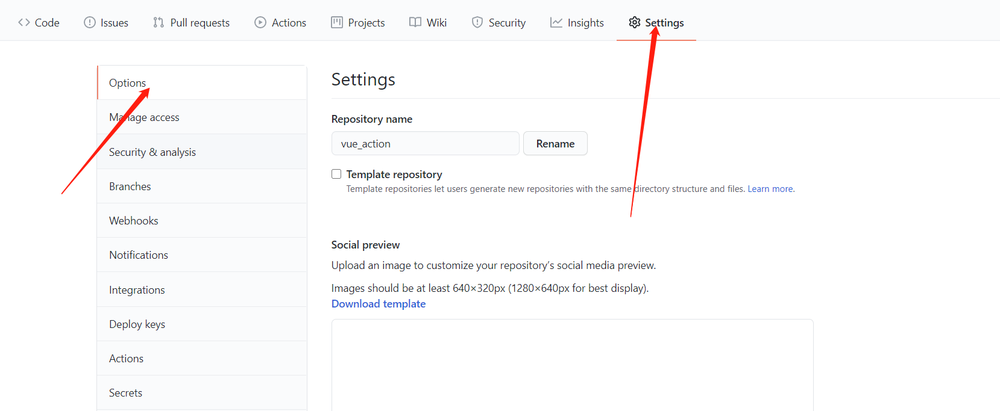 Code Issues Pull requests Actions Projects Wiki Security Insights Settings
Options
Manage access
Security & analysis
Branches
Webhooks
Notifications
Integrations
Deploy keys
Actions
Secrets
Settings
Repository name
vue_action Rename
Template repository
Template repositories let users generate new repositories with the same directory structure and files. Learn more.
Social preview
Upload an image to customize your repository’s social media preview.
Images should be at least 640×320px (1280×640px for best display).
Download template